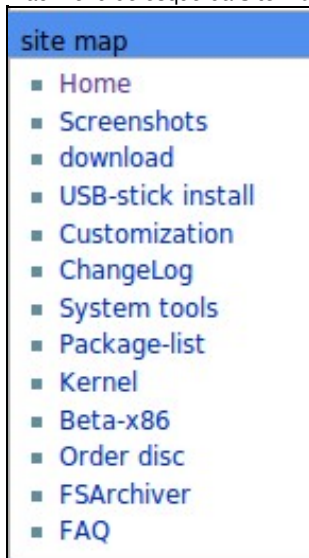 site map
Home
Screenshots
download
USB-stick install
Customization
ChangeLog
System tools
Package-list
Kernel
Beta-x86
Order disc
FSArchiver
FAQ